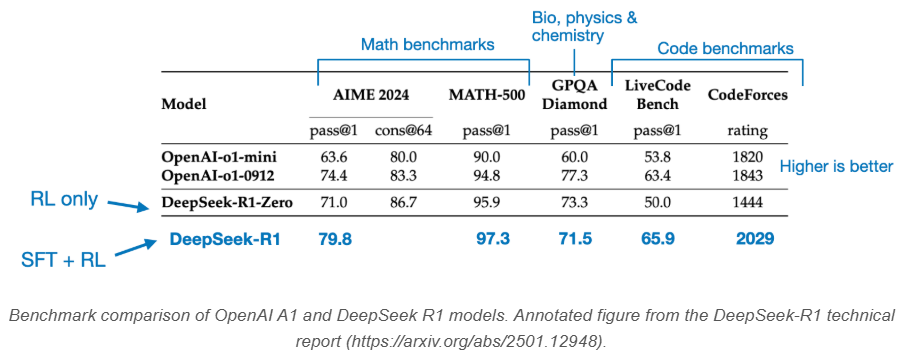 Bio, physics &
chemistry
Math benchmarks
Code benchmarks
Model
AIME 2024
MATH-500
GPQA
Diamond
LiveCode
Bench
CodeForces
pass@1 cons@64 pass@1 pass@1 pass@1 rating
OpenAI-o1-mini 63.6 80.0 90.0 60.0 53.8 1820
OpenAI-o1-0912 74.4 83.3 94.8 77.3 63.4 1843
Higher is better
RL only
DeepSeek-R1-Zero 71.0 86.7 95.9 73.3 50.0 1444
DeepSeek-R1 79.8 97.3 71.5 65.9 2029
SFT + RL
Benchmark comparison of OpenAI A1 and DeepSeek R1 models. Annotated figure from the DeepSeek-R1 technical
report (https://arxiv.org/abs/2501.12948).